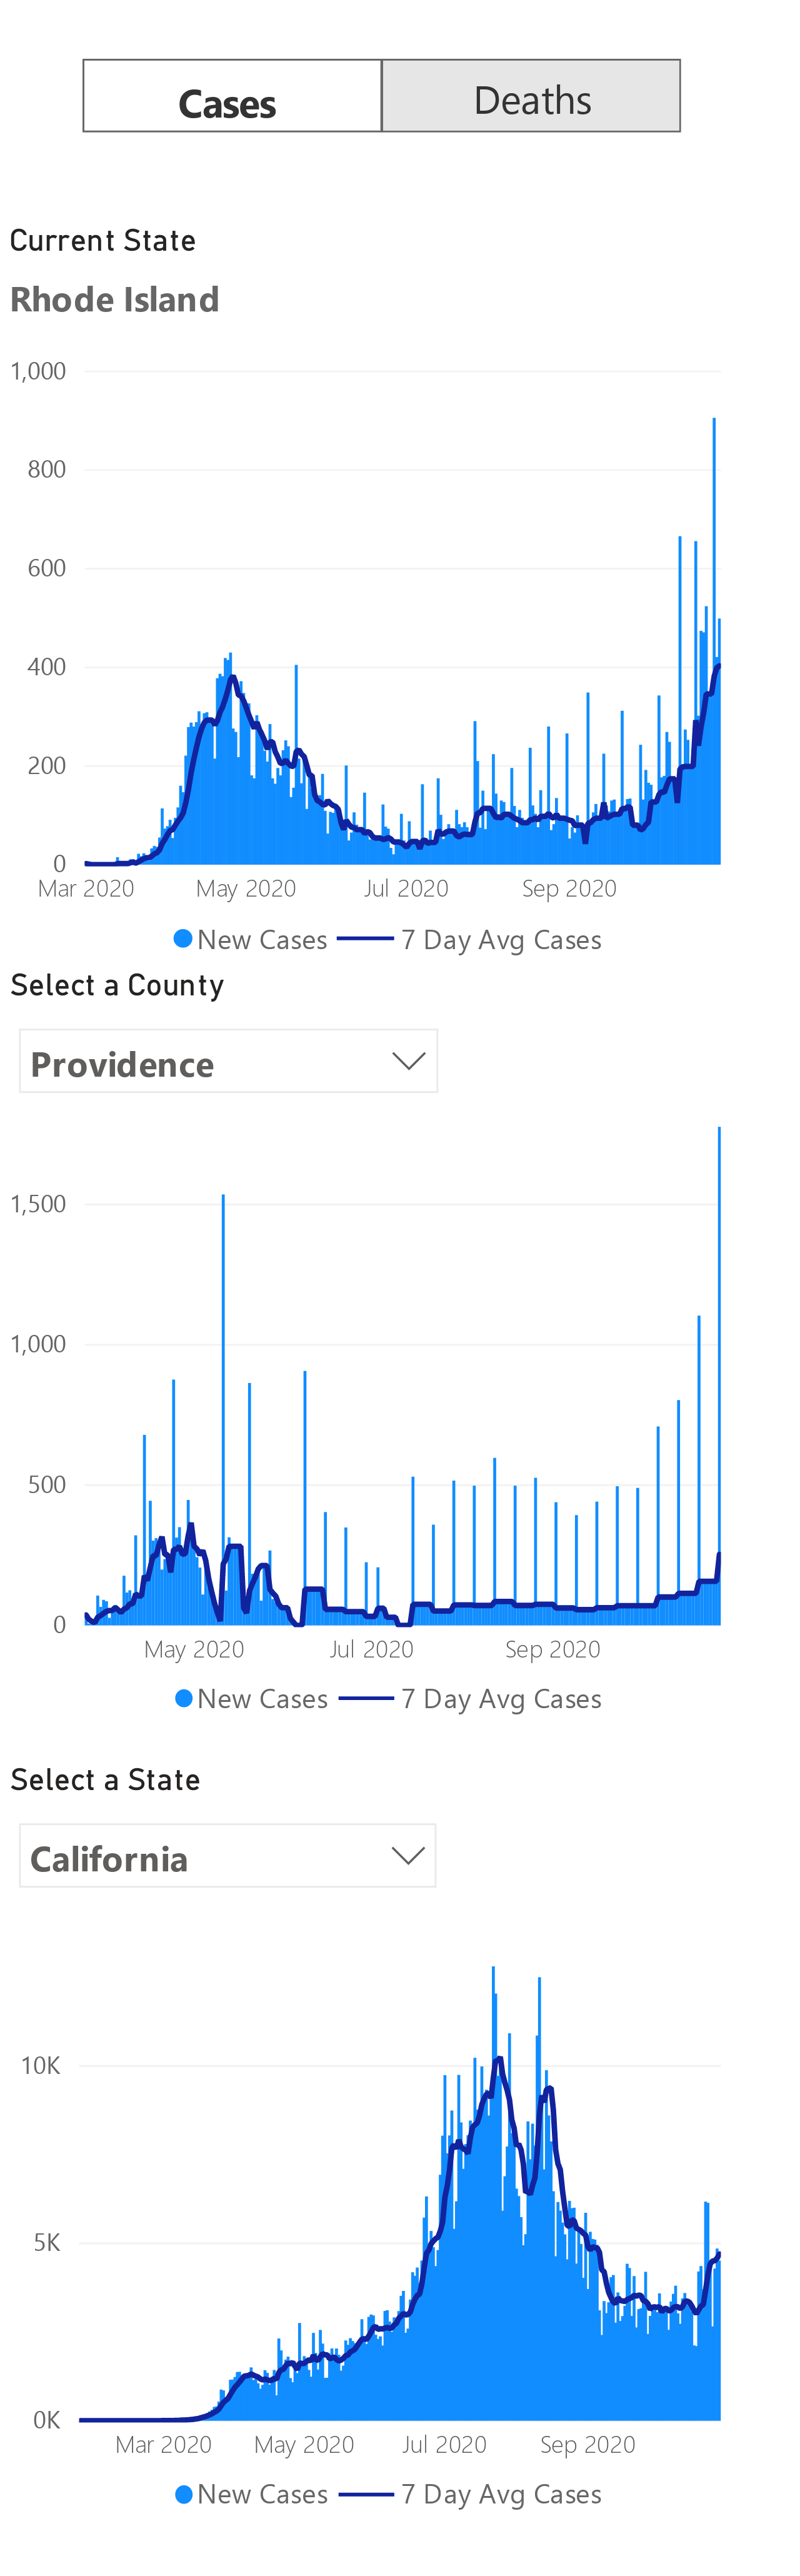 Cases Deaths
Current State
Rhode Island
1,000
800
600
400
200
0
Mar 2020 May 2020 Jul 2020 Sep 2020
New Cases 7 Day Avg Cases
Select a County
Providence
1,500
1,000
500
0
May 2020 Jul 2020 Sep 2020
New Cases 7 Day Avg Cases
Select a State
California
10K
5K
0K
Mar 2020 May 2020 Jul 2020 Sep 2020
New Cases 7 Day Avg Cases